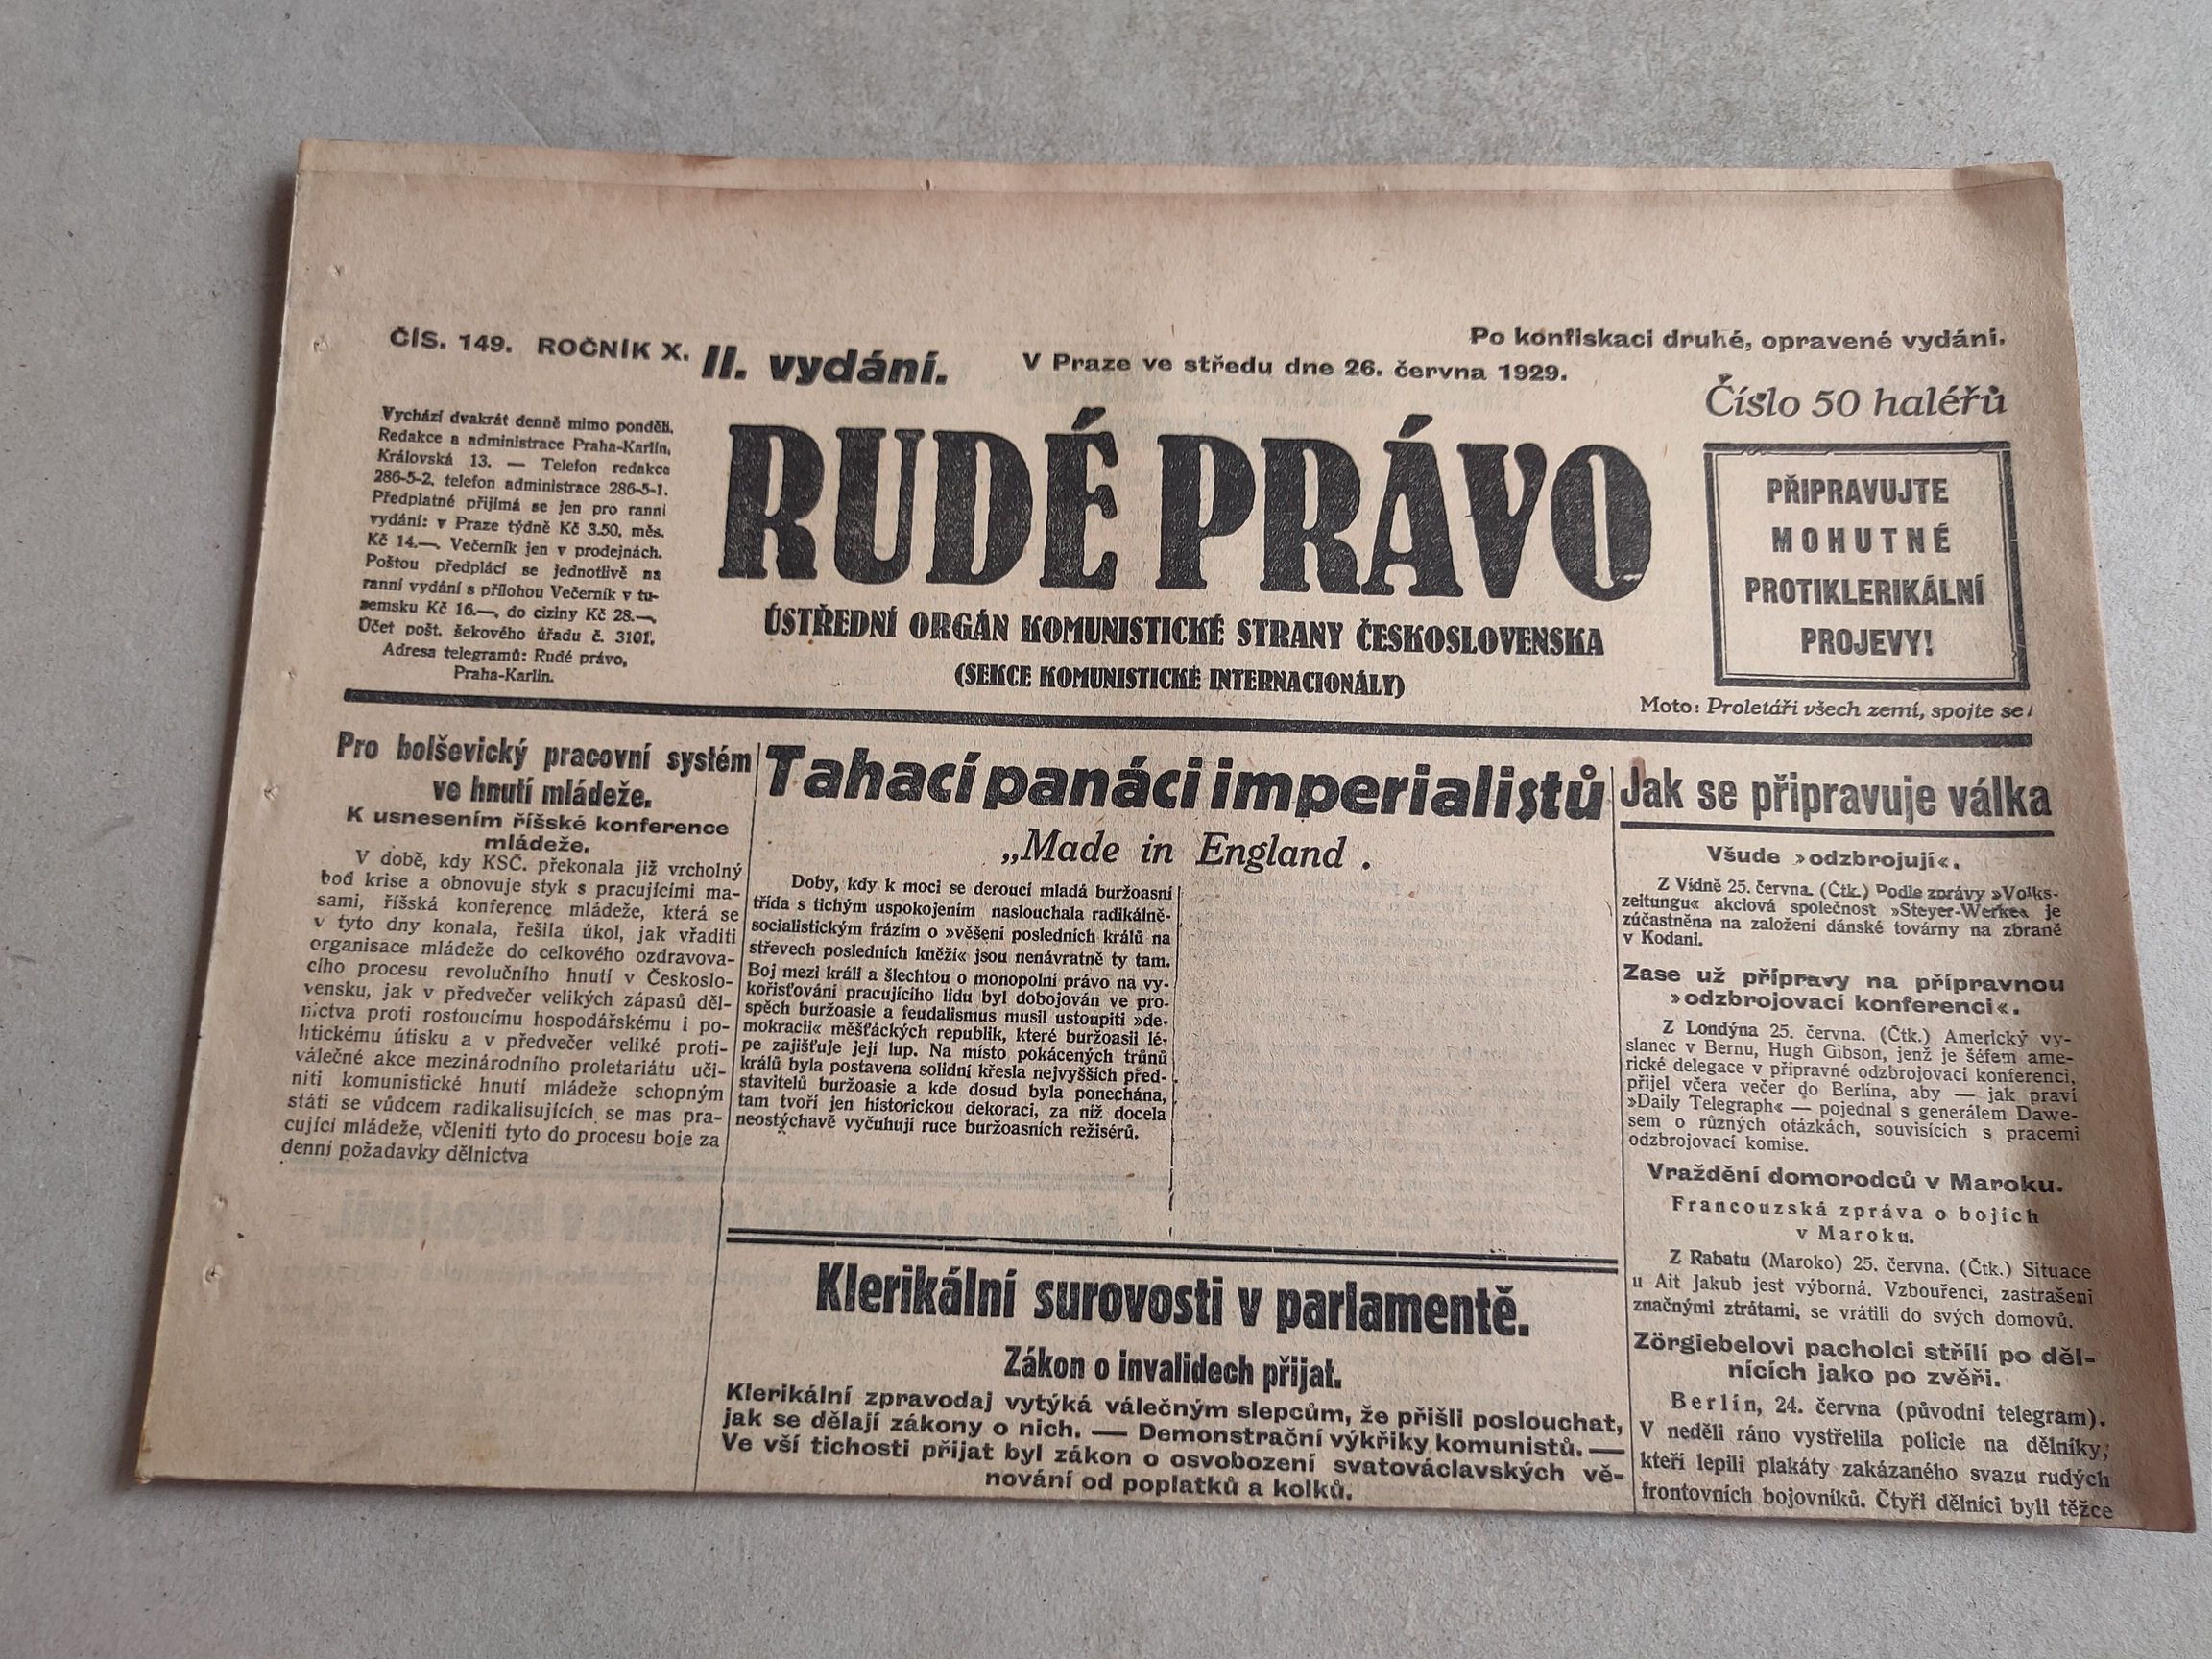 ČÍS. 149. ROČNÍK X. II. vydání.
Po konfiskaci druhé, opravené vydání.
V Praze ve středu dne 26. června 1929.
Číslo 50 haléřů
Vychází dvakrát denně mimo ponděli.
Redakce a administrace Praha-Karlín,
Královská 13. — Telefon redakce
286-5-2, telefon administrace 286-5-1.
Předplatné přijímá se jen pro ranní
vydání: v Praze týdně Kč 3.50, měs.
Kč 14.—. Večerník jen v prodejnách.
Poštou předplácí se jednotlivě na
ranní vydání s přílohou Večerník v tu-
zemsku Kč 16.—, do ciziny Kč 28.—.
Účet pošt. šekového úřadu č. 3101.
Adresa telegramů: Rudé právo,
Praha-Karlín.
RUDÉ PRÁVO
ÚSTŘEDNÍ ORGÁN KOMUNISTICKÉ STRANY ČESKOSLOVENSKA
(SEKCE KOMUNISTICKÉ INTERNACIONÁLY)
PŘIPRAVUJTE
MOHUTNÉ
PROTIKLERIKÁLNÍ
PROJEVY!
Moto: Proletáři všech zemí, spojte se!
Pro bolševický pracovní systém
ve hnutí mládeže.
K usnesením říšské konference
mládeže.
V době, kdy KSČ. překonala již vrcholný
bod krise a obnovuje styk s pracujícími ma-
sami, říšská konference mládeže, která se
v tyto dny konala, řešila úkol, jak vřaditi
organisace mládeže do celkového ozdravova-
cího procesu revolučního hnutí v Českoslo-
vensku, jak v předvečer velikých zápasů děl-
nictva proti rostoucímu hospodářskému i po-
litickému útisku a v předvečer veliké proti-
válečné akce mezinárodního proletariátu uči-
niti komunistické hnutí mládeže schopným
státi se vůdcem radikalisujících se mas pra-
cující mládeže, včleniti tyto do procesu boje za
denní požadavky dělnictva
Tahací panáci imperialistů
„Made in England .
Doby, kdy k moci se deroucí mladá buržoasní
třída s tichým uspokojením naslouchala radikálně-
socialistickým frázím o »věšení posledních králů na
střevech posledních kněží« jsou nenávratně ty tam.
Boj mezi králi a šlechtou o monopolní právo na vy-
kořisťování pracujícího lidu byl dobojován ve pro-
spěch buržoasie a feudalismus musil ustoupiti »de-
mokracii« měšťáckých republik, které buržoasii lé-
pe zajišťuje její lup. Na místo pokácených trůnů
králů byla postavena solidní křesla nejvyšších před-
stavitelů buržoasie a kde dosud byla ponechána,
tam tvoří jen historickou dekoraci, za níž docela
neostýchavě vyčuhují ruce buržoasních režisérů.
Klerikální surovosti v parlamentě.
Zákon o invalidech přijat.
Klerikální zpravodaj vytýká válečným slepcům, že přišli poslouchat,
jak se dělají zákony o nich. — Demonstrační výkřiky komunistů. —
Ve vší tichosti přijat byl zákon o osvobození svatováclavských vě-
nování od poplatků a kolků.
Jak se připravuje válka
Všude »odzbrojují«.
Z Vídně 25. června. (Čtk.) Podle zprávy »Volks-
zeitungu« akciová společnost »Steyer-Werke« je
zúčastněna na založení dánské továrny na zbraně
v Kodani.
Zase už přípravy na přípravnou
»odzbrojovací konferenci«.
Z Londýna 25. června. (Čtk.) Americký vy-
slanec v Bernu, Hugh Gibson, jenž je šéfem ame-
rické delegace v přípravné odzbrojovací konferenci,
přijel včera večer do Berlína, aby — jak praví
»Daily Telegraph« — pojednal s generálem Dawe-
sem o různých otázkách, souvisících s pracemi
odzbrojovací komise.
Vraždění domorodců v Maroku.
Francouzská zpráva o bojích
v Maroku.
Z Rabatu (Maroko) 25. června. (Čtk.) Situace
u Ait Jakub jest výborná. Vzbouřenci, zastrašeni
značnými ztrátami, se vrátili do svých domovů.
Zörgiebelovi pacholci střílí po děl-
nících jako po zvěři.
Berlín, 24. června (původní telegram).
V neděli ráno vystřelila policie na dělníky,
kteří lepili plakáty zakázaného svazu rudých
frontovních bojovníků. Čtyři dělníci byli těžce